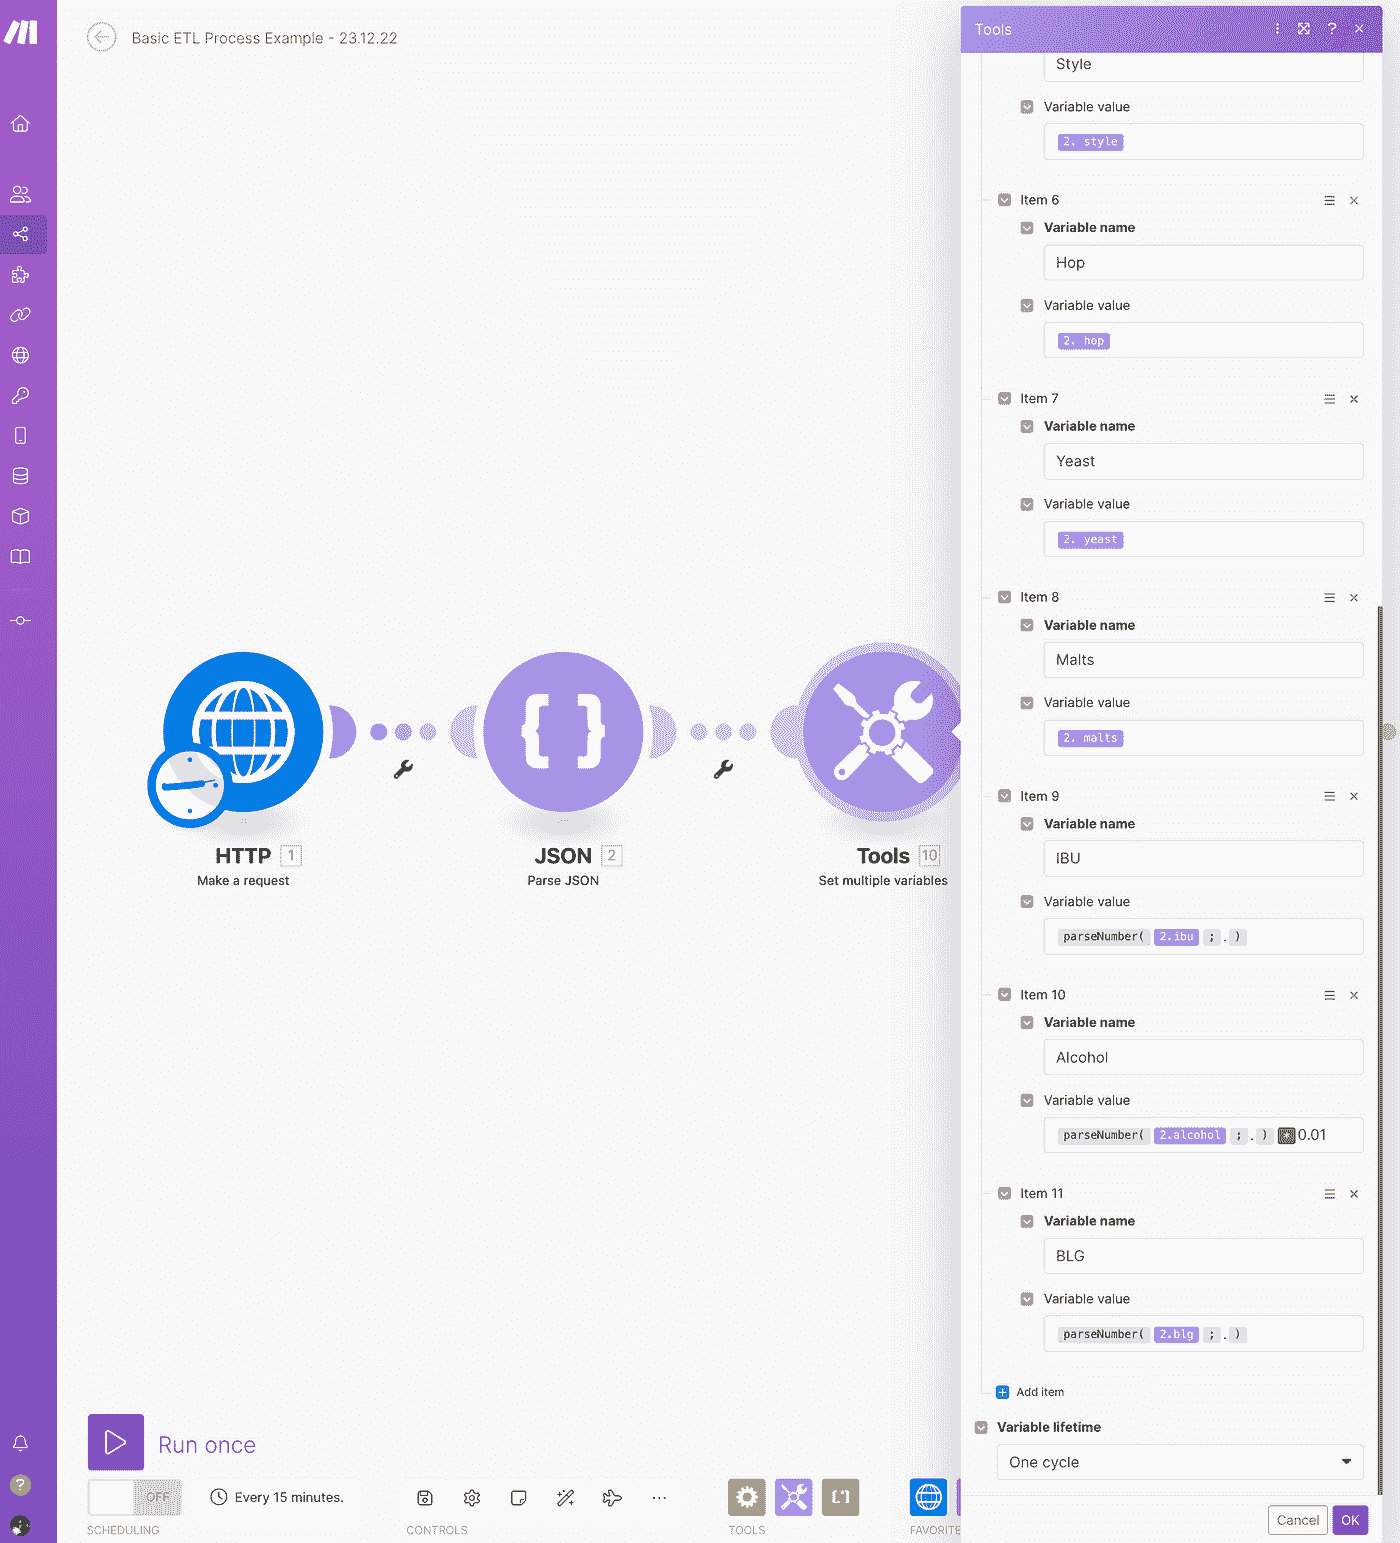 Basic ETL Process Example - 23.12.22
HTTP 1
Make a request
JSON 2
Parse JSON
Tools 10
Set multiple variables
Run once
OFF
Every 15 minutes.
SCHEDULING
CONTROLS
TOOLS
FAVORITE
Tools
Style
Variable value
2. style
Item 6
Variable name
Hop
Variable value
2. hop
Item 7
Variable name
Yeast
Variable value
2. yeast
Item 8
Variable name
Malts
Variable value
2. malts
Item 9
Variable name
IBU
Variable value
parseNumber( 2.ibu ; . )
Item 10
Variable name
Alcohol
Variable value
parseNumber( 2.alcohol ; . ) * 0.01
Item 11
Variable name
BLG
Variable value
parseNumber( 2.blg ; . )
Add item
Variable lifetime
One cycle
Cancel
OK